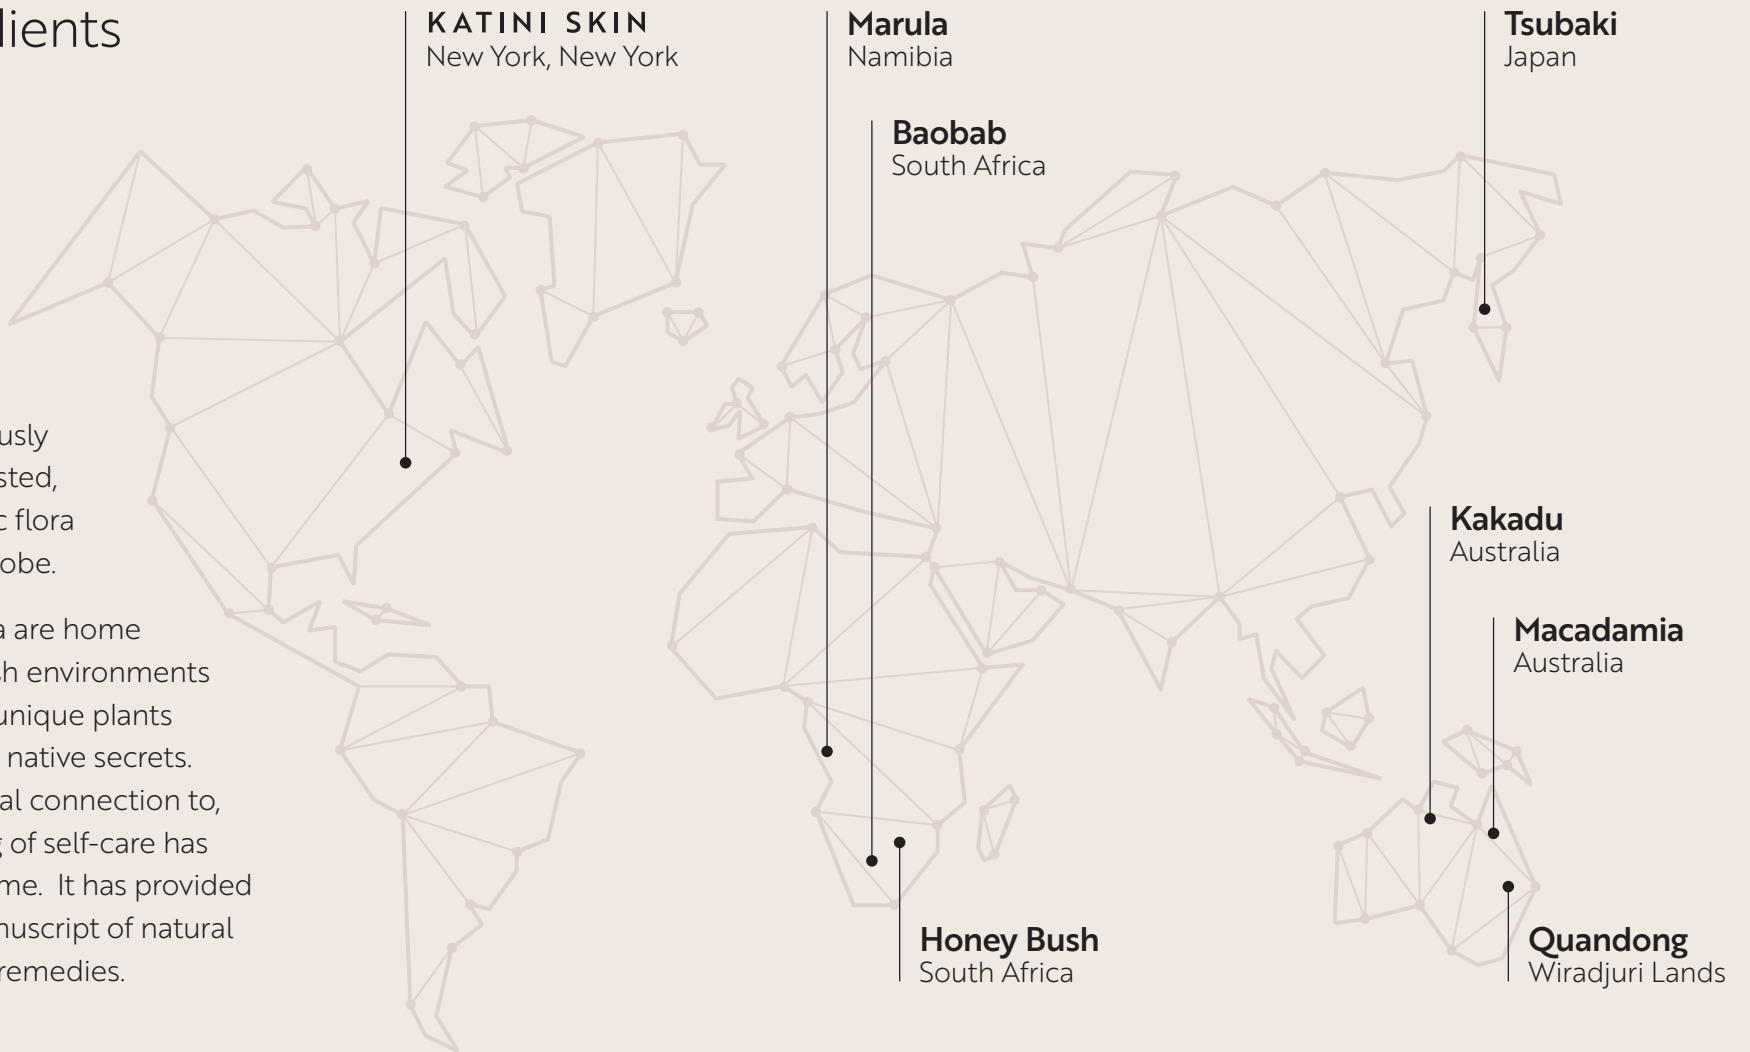 dients
usly
sted,
c flora
obe.
a are home
sh environments
unique plants
native secrets.
al connection to,
g of self-care has
me.  It has provided
nuscript of natural
remedies.
KATINI SKIN
New York, New York
Marula
Namibia
Baobab
South Africa
Tsubaki
Japan
Kakadu
Australia
Macadamia
Australia
Honey Bush
South Africa
Quandong
Wiradjuri Lands